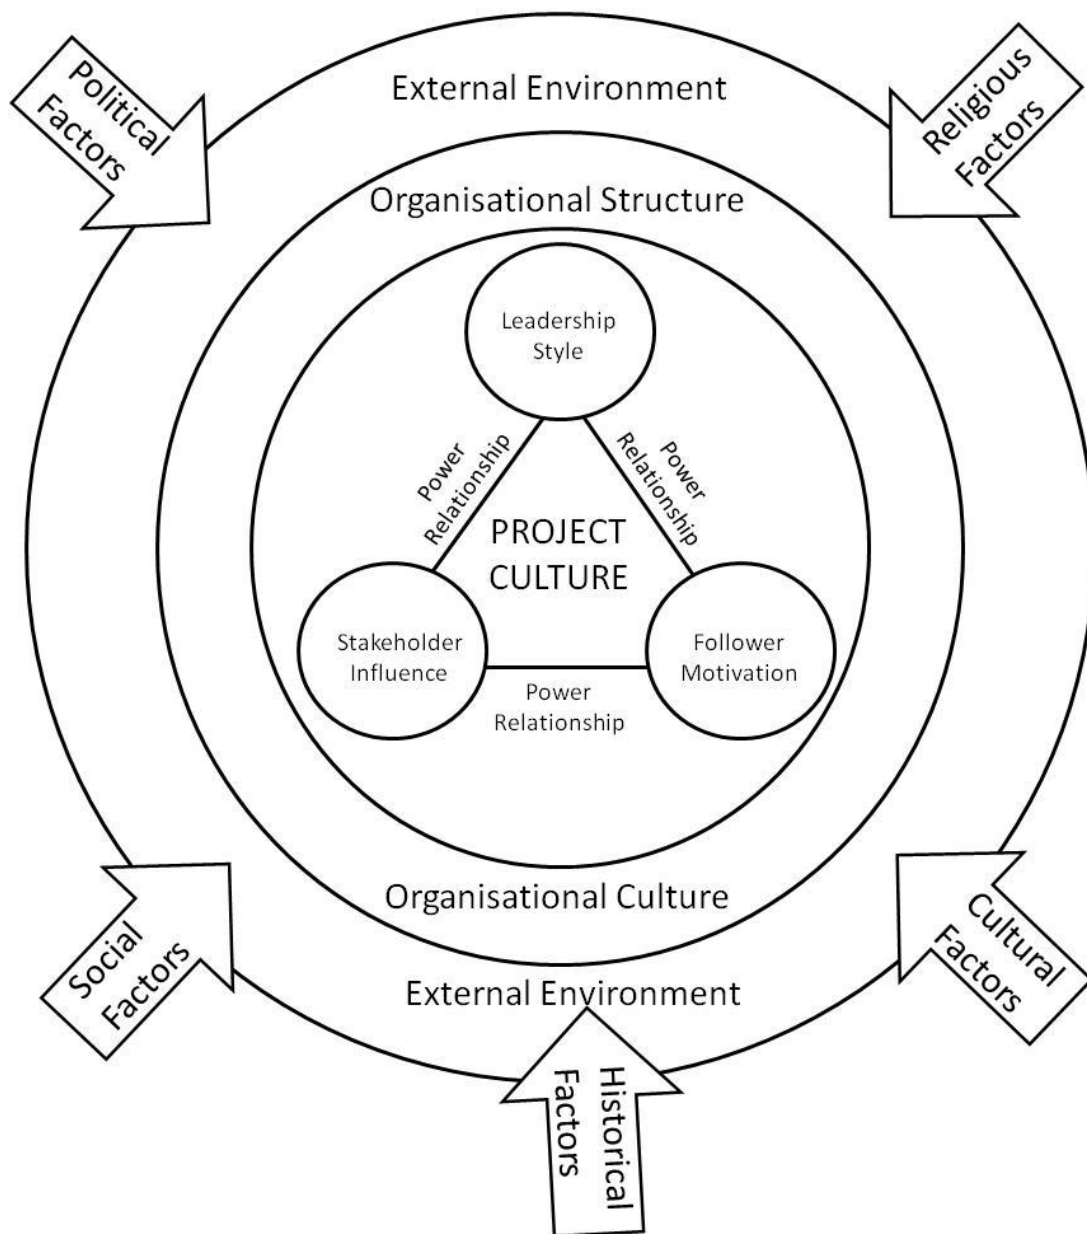 Political
Factors
External Environment
Religious
Factors
Organisational Structure
Leadership
Style
Power
Relationship
Power
Relationship
PROJECT
CULTURE
Stakeholder
Influence
Follower
Motivation
Power
Relationship
Organisational Culture
Social
Factors
Cultural
Factors
External Environment
Historical
Factors